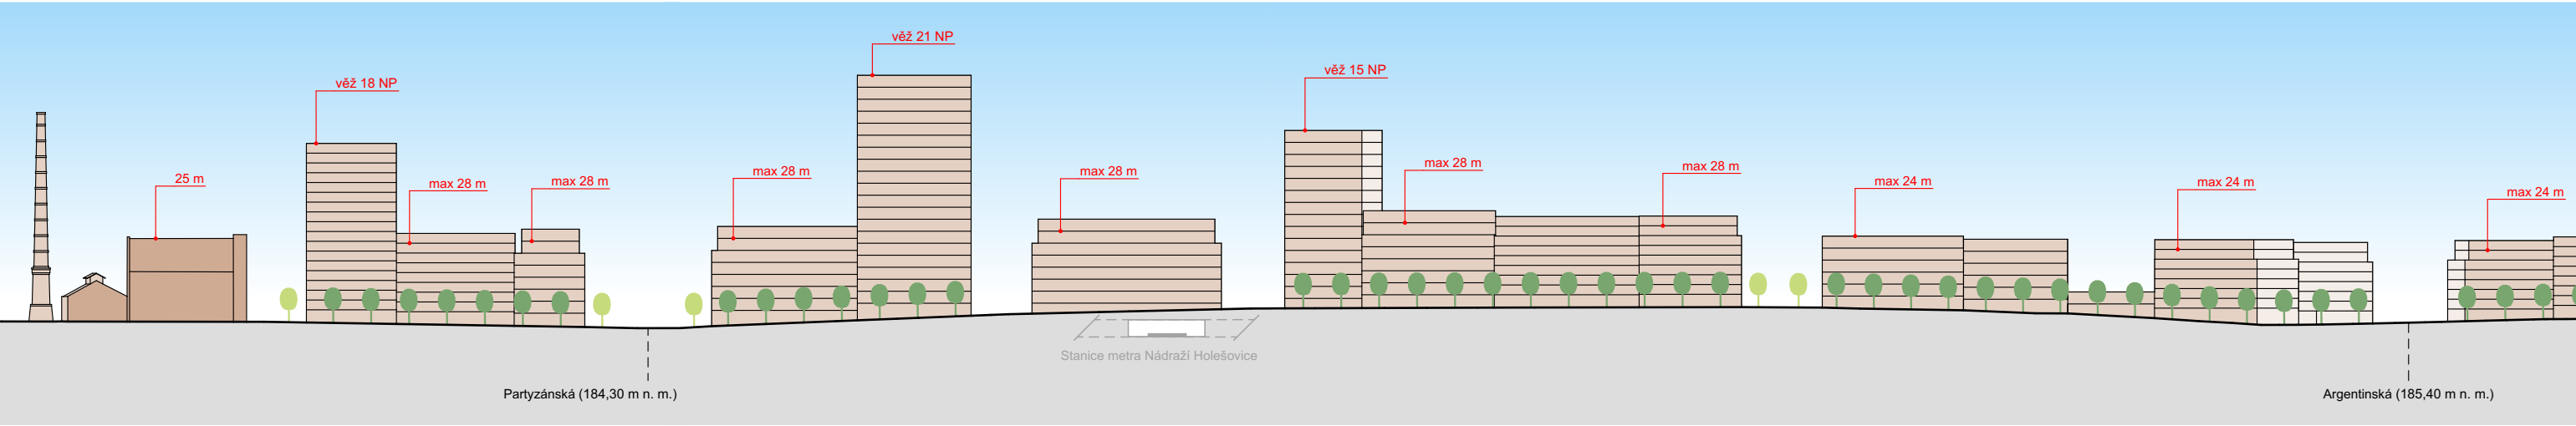 25 m
věž 18 NP
max 28 m
max 28 m
max 28 m
věž 21 NP
max 28 m
věž 15 NP
max 28 m
max 28 m
max 24 m
max 24 m
max 24 m
Stanice metra Nádraží Holešovice
Partyzánská (184,30 m n. m.)
Argentinská (185,40 m n. m.)